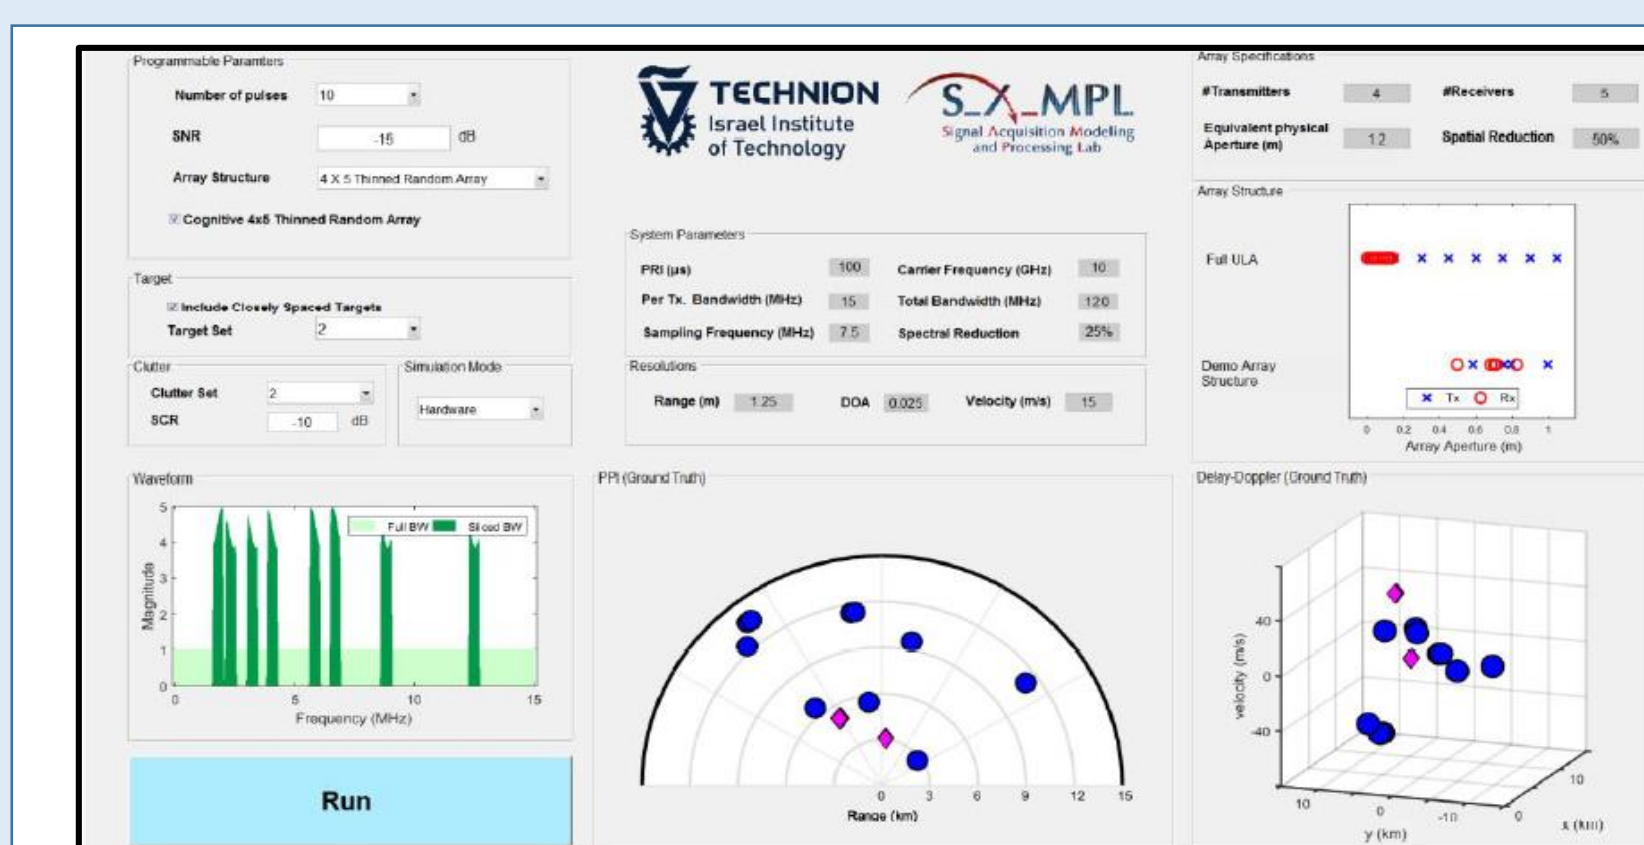 Programmable Paramters
Number of pulses 10
SNR -15 dB
Array Structure 4 X 5 Thinned Random Array
Cognitive 4x5 Thinned Random Array
Target
Include Closely Spaced Targets
Target Set 2
Clutter
Clutter Set 2
SCR -10 dB
Simulation Mode
Hardware
TECHNION
Israel Institute
of Technology
S_X_MPL
Signal Acquisition Modeling
and Processing Lab
System Parameters
PRI (µs) 100 Carrier Frequency (GHz) 10
Per Tx. Bandwidth (MHz) 15 Total Bandwidth (MHz) 120
Sampling Frequency (MHz) 7.5 Spectral Reduction 25%
Resolutions
Range (m) 1.25 DOA 0.025 Velocity (m/s) 15
Array Specifications
#Transmitters 4 #Receivers 5
Equivalent physical
Aperture (m) 1.2 Spatial Reduction 50%
Array Structure
Full ULA
Demo Array
Structure
Tx Rx
0 0.2 0.4 0.6 0.8 1
Array Aperture (m)
Waveform
Full BW Sliced BW
5
4
3
2
1
0
Magnitude
0 5 10 15
Frequency (MHz)
Run
PPI (Ground Truth)
0 3 6 9 12 15
Range (km)
Delay-Doppler (Ground Truth)
40
0
-40
velocity (m/s)
10 0 -10
y (km)
0 10
x (km)